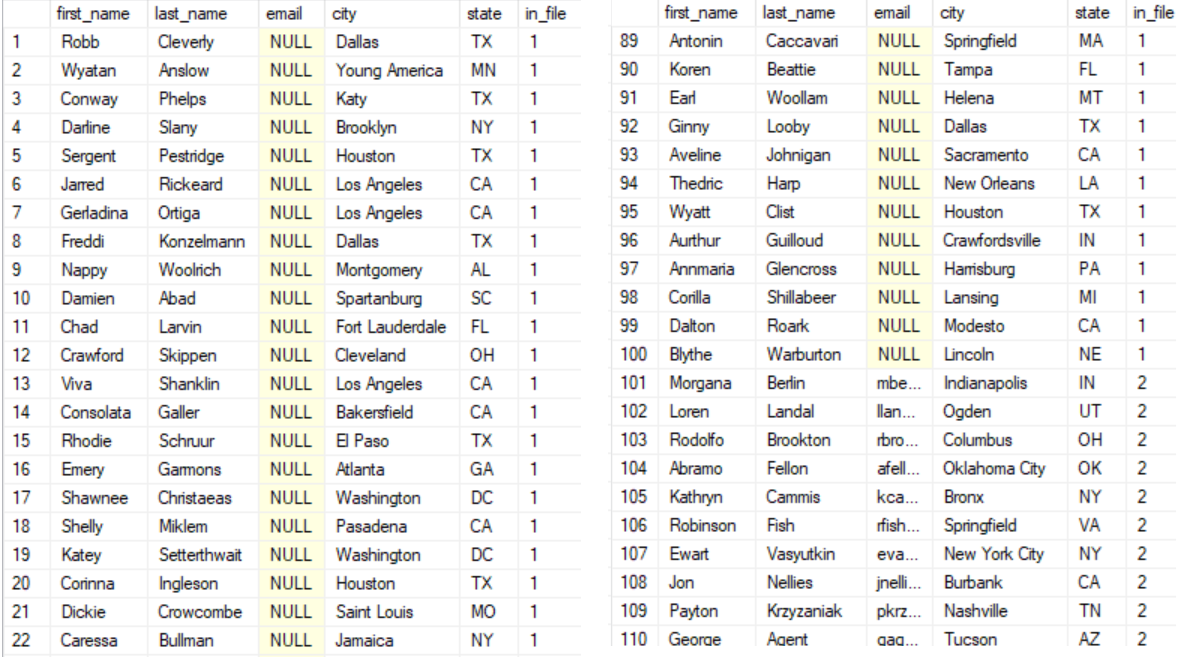 first_name last_name email city state in_file
1 Robb Cleverly NULL Dallas TX 1
2 Wyatan Anslow NULL Young America MN 1
3 Conway Phelps NULL Katy TX 1
4 Darline Slany NULL Brooklyn NY 1
5 Sergent Pestridge NULL Houston TX 1
6 Jarred Rickeard NULL Los Angeles CA 1
7 Gerladina Ortiga NULL Los Angeles CA 1
8 Freddi Konzelmann NULL Dallas TX 1
9 Nappy Woolrich NULL Montgomery AL 1
10 Damien Abad NULL Spartanburg SC 1
11 Chad Larvin NULL Fort Lauderdale FL 1
12 Crawford Skippen NULL Cleveland OH 1
13 Viva Shanklin NULL Los Angeles CA 1
14 Consolata Galler NULL Bakersfield CA 1
15 Rhodie Schruur NULL El Paso TX 1
16 Emery Garmons NULL Atlanta GA 1
17 Shawnee Christaeas NULL Washington DC 1
18 Shelly Miklem NULL Pasadena CA 1
19 Katey Setterthwait NULL Washington DC 1
20 Corinna Ingleson NULL Houston TX 1
21 Dickie Crowcombe NULL Saint Louis MO 1
22 Caressa Bullman NULL Jamaica NY 1
first_name last_name email city state in_file
89 Antonin Caccavari NULL Springfield MA 1
90 Koren Beattie NULL Tampa FL 1
91 Earl Woollam NULL Helena MT 1
92 Ginny Looby NULL Dallas TX 1
93 Aveline Johnigan NULL Sacramento CA 1
94 Thedric Harp NULL New Orleans LA 1
95 Wyatt Clist NULL Houston TX 1
96 Aurthur Guilloud NULL Crawfordsville IN 1
97 Annmaria Glencross NULL Harrisburg PA 1
98 Corilla Shillabeer NULL Lansing MI 1
99 Dalton Roark NULL Modesto CA 1
100 Blythe Warburton NULL Lincoln NE 1
101 Morgana Berlin mbe... Indianapolis IN 2
102 Loren Landal llan... Ogden UT 2
103 Rodolfo Brookton rbro... Columbus OH 2
104 Abramo Fellon afell... Oklahoma City OK 2
105 Kathryn Cammis kca... Bronx NY 2
106 Robinson Fish rfish... Springfield VA 2
107 Ewart Vasyutkin eva... New York City NY 2
108 Jon Nellies jnelli... Burbank CA 2
109 Payton Krzyzaniak pkrz... Nashville TN 2
110 George Agent gag... Tucson AZ 2